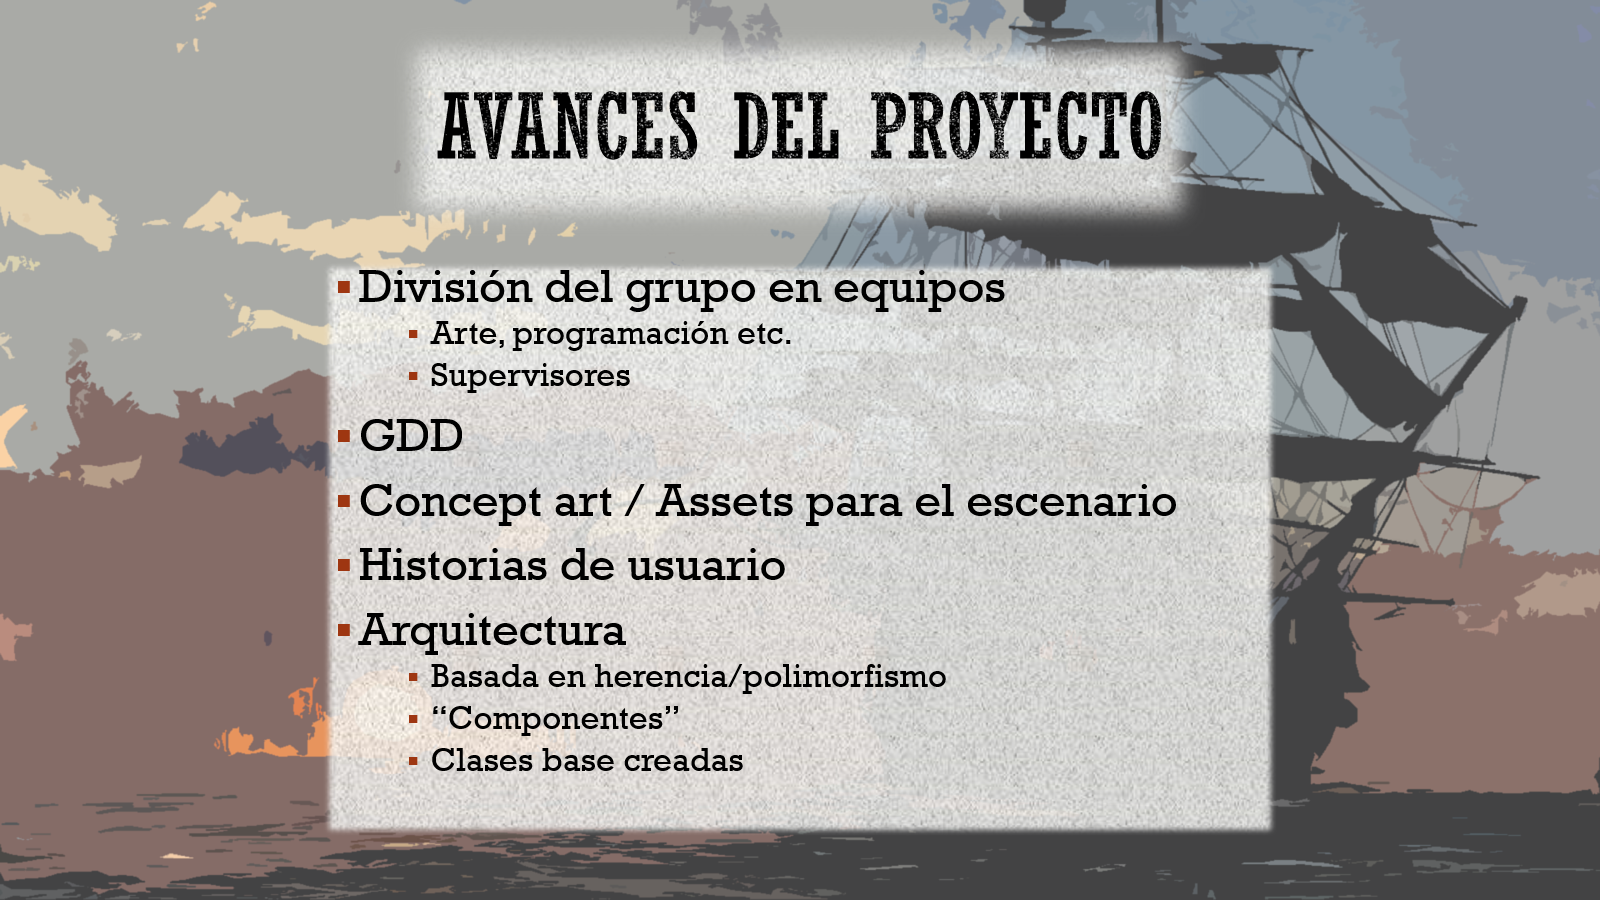 AVANCES DEL PROYECTO
▪ División del grupo en equipos
▪ Arte, programación etc.
▪ Supervisores
▪ GDD
▪ Concept art / Assets para el escenario
▪ Historias de usuario
▪ Arquitectura
▪ Basada en herencia/polimorfismo
▪ “Componentes”
▪ Clases base creadas